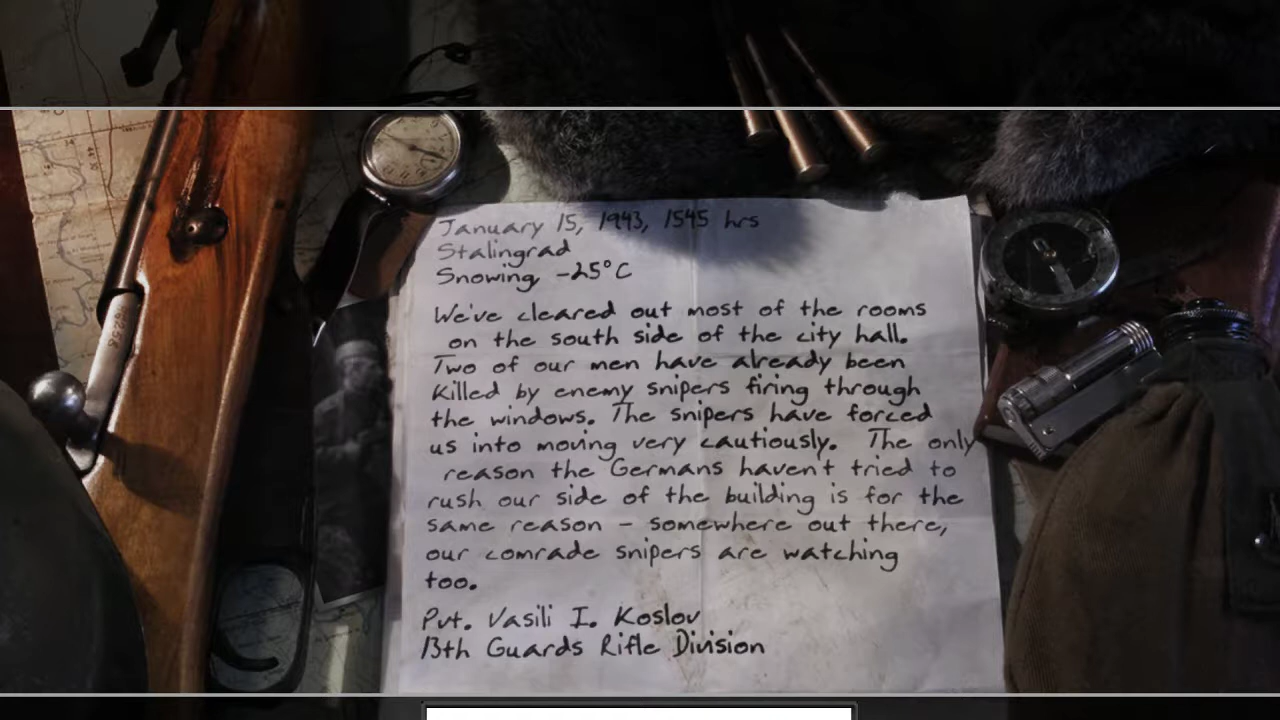 January 15, 1943, 1545 hrs
Stalingrad
Snowing -25°C
We've cleared out most of the rooms
on the south side of the city hall.
Two of our men have already been
killed by enemy snipers firing through
the windows. The snipers have forced
us into moving very cautiously. The only
reason the Germans haven't tried to
rush our side of the building is for the
same reason – somewhere out there,
our comrade snipers are watching
too.
Pvt. Vasili I. Koslov
13th Guards Rifle Division